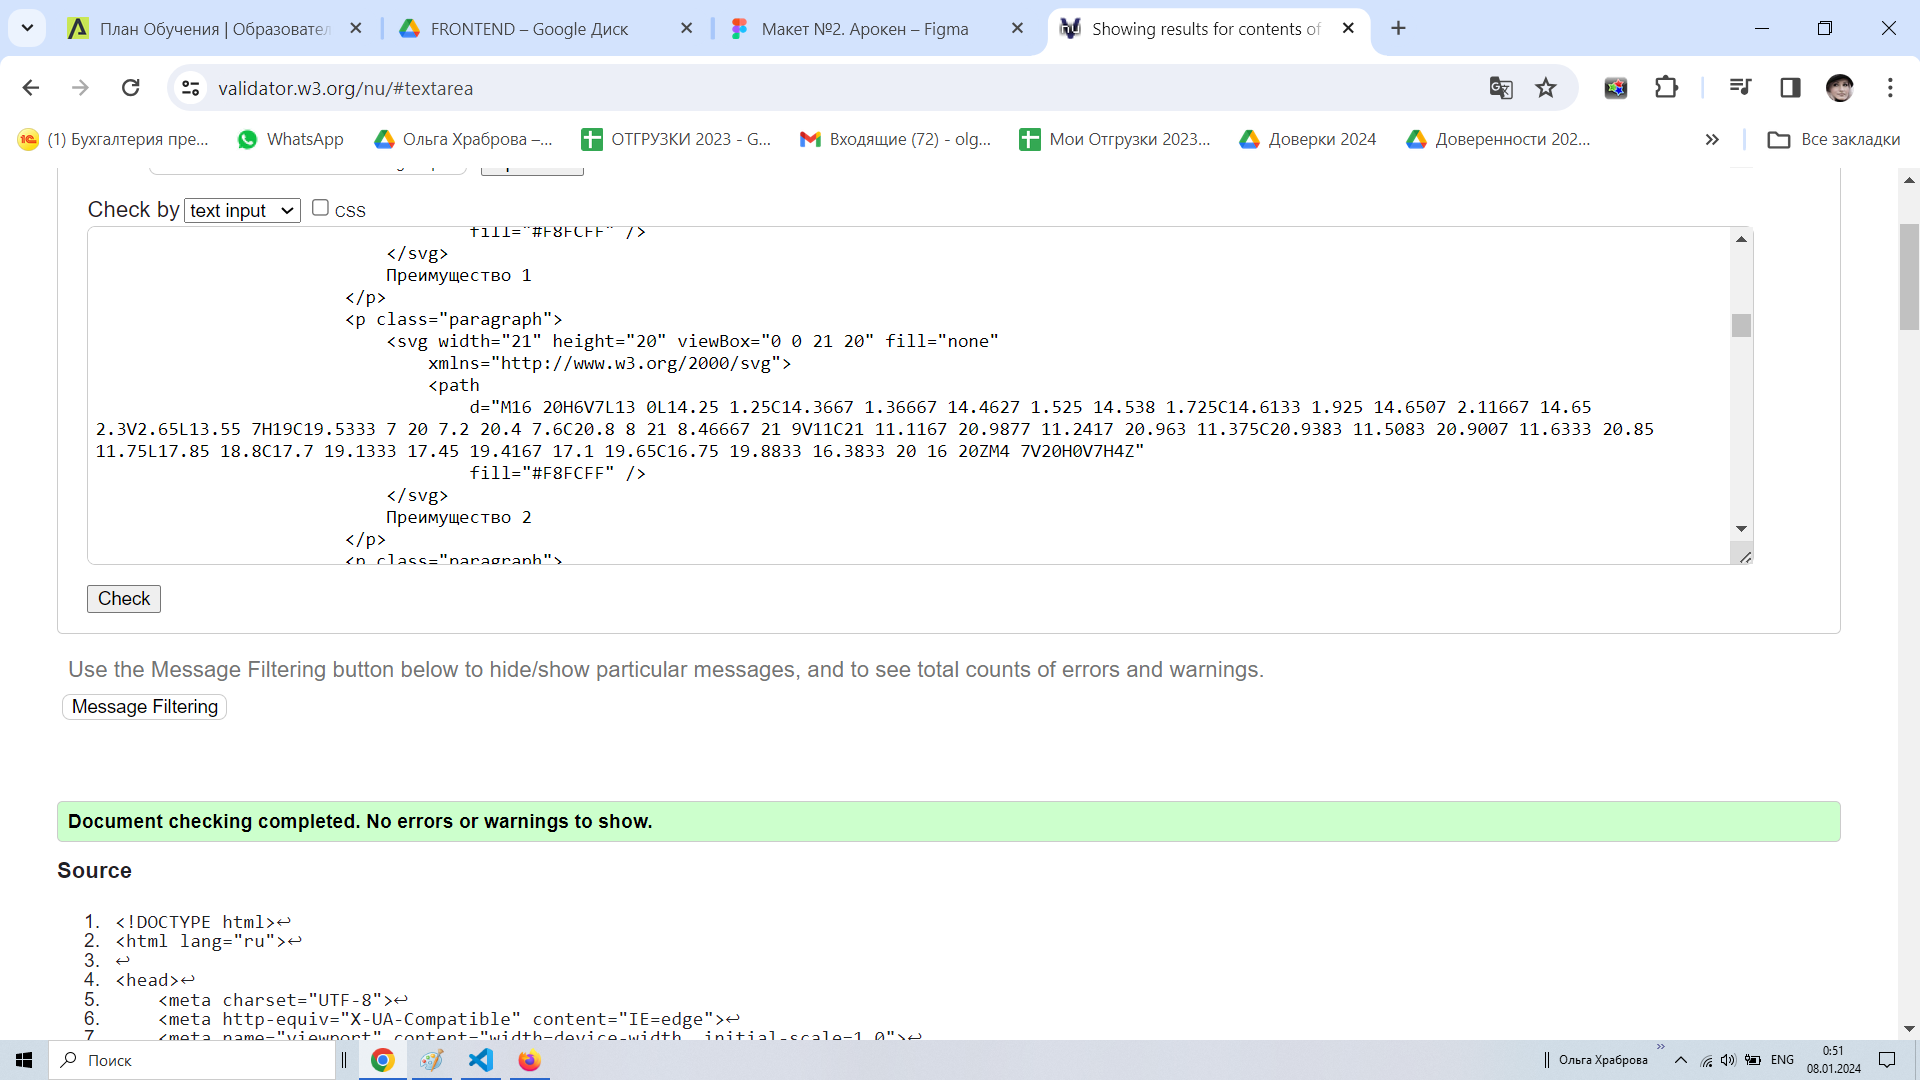 План Обучения | Образовател
FRONTEND – Google Диск
Макет №2. Арокен – Figma
Showing results for contents of
validator.w3.org/nu/#textarea
(1) Бухгалтерия пре...
WhatsApp
Ольга Храброва –...
ОТГРУЗКИ 2023 - G...
Входящие (72) - olg...
Мои Отгрузки 2023...
Доверки 2024
Доверенности 202...
Все закладки
Check by text input CSS
fill="#F8FCFF" />
</svg>
Преимущество 1
</p>
<p class="paragraph">
<svg width="21" height="20" viewBox="0 0 21 20" fill="none"
xmlns="http://www.w3.org/2000/svg">
<path
d="M16 20H6V7L13 0L14.25 1.25C14.3667 1.36667 14.4627 1.525 14.538 1.725C14.6133 1.925 14.6507 2.11667 14.65
2.3V2.65L13.55 7H19C19.5333 7 20 7.2 20.4 7.6C20.8 8 21 8.46667 21 9V11C21 11.1167 20.9877 11.2417 20.963 11.375C20.9383 11.5083 20.9007 11.6333 20.85
11.75L17.85 18.8C17.7 19.1333 17.45 19.4167 17.1 19.65C16.75 19.8833 16.3833 20 16 20ZM4 7V20H0V7H4Z"
fill="#F8FCFF" />
</svg>
Преимущество 2
</p>
<p class="paragraph">
Check
Use the Message Filtering button below to hide/show particular messages, and to see total counts of errors and warnings.
Message Filtering
Document checking completed. No errors or warnings to show.
Source
1. <!DOCTYPE html>↩
2. <html lang="ru">↩
3. ↩
4. <head>↩
5. <meta charset="UTF-8">↩
6. <meta http-equiv="X-UA-Compatible" content="IE=edge">↩
7. <meta name="viewport" content="width=device-width, initial-scale=1.0">↩
Поиск
Ольга Храброва
ENG
0:51
08.01.2024